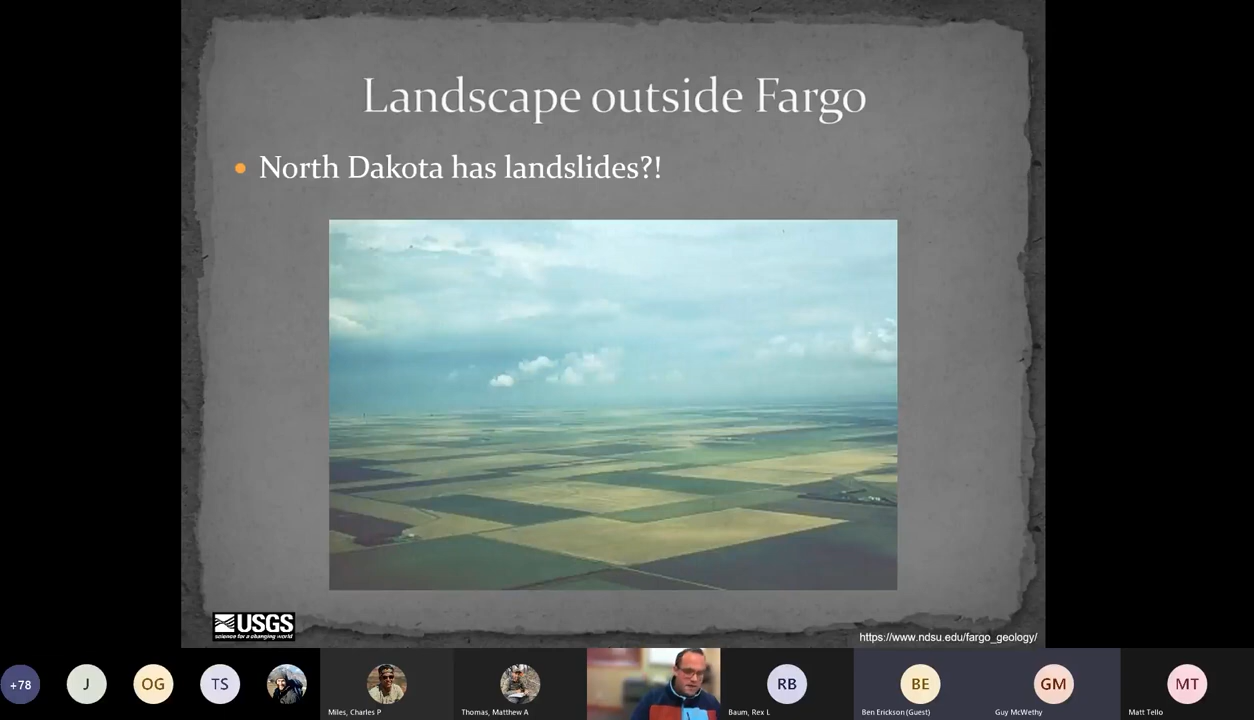 Landscape outside Fargo
North Dakota has landslides?!
USGS
science for a changing world
https://www.ndsu.edu/fargo_geology/
+78
J
OG
TS
Miles, Charles P
Thomas, Matthew A
RB
Baum, Rex L
BE
Ben Erickson (Guest)
GM
Guy McWethy
MT
Matt Tello